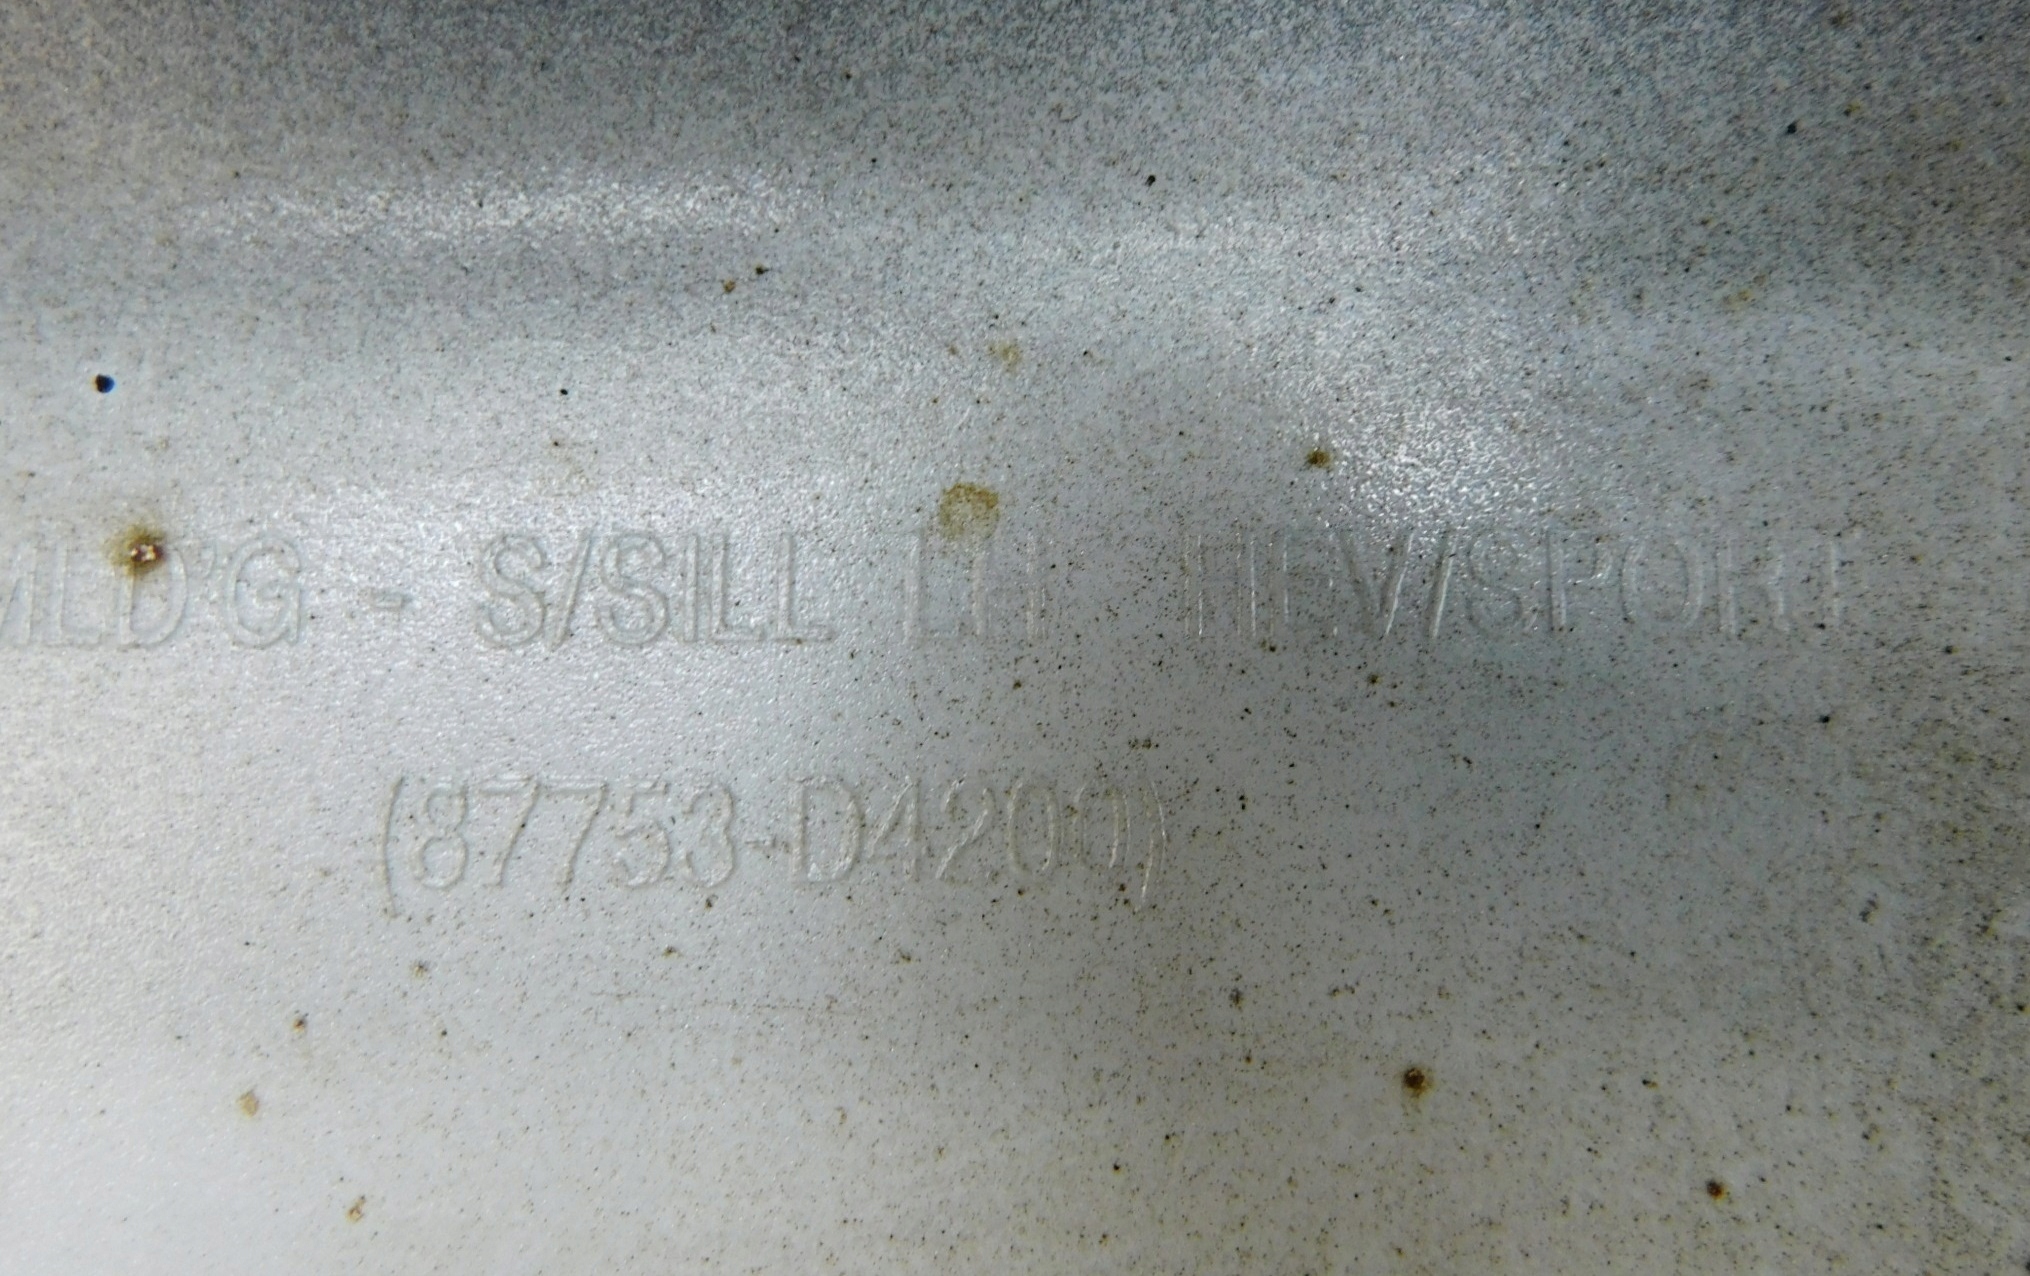 MLD'G - S/SILL LH HEV/SPORT
(87753-D4200)